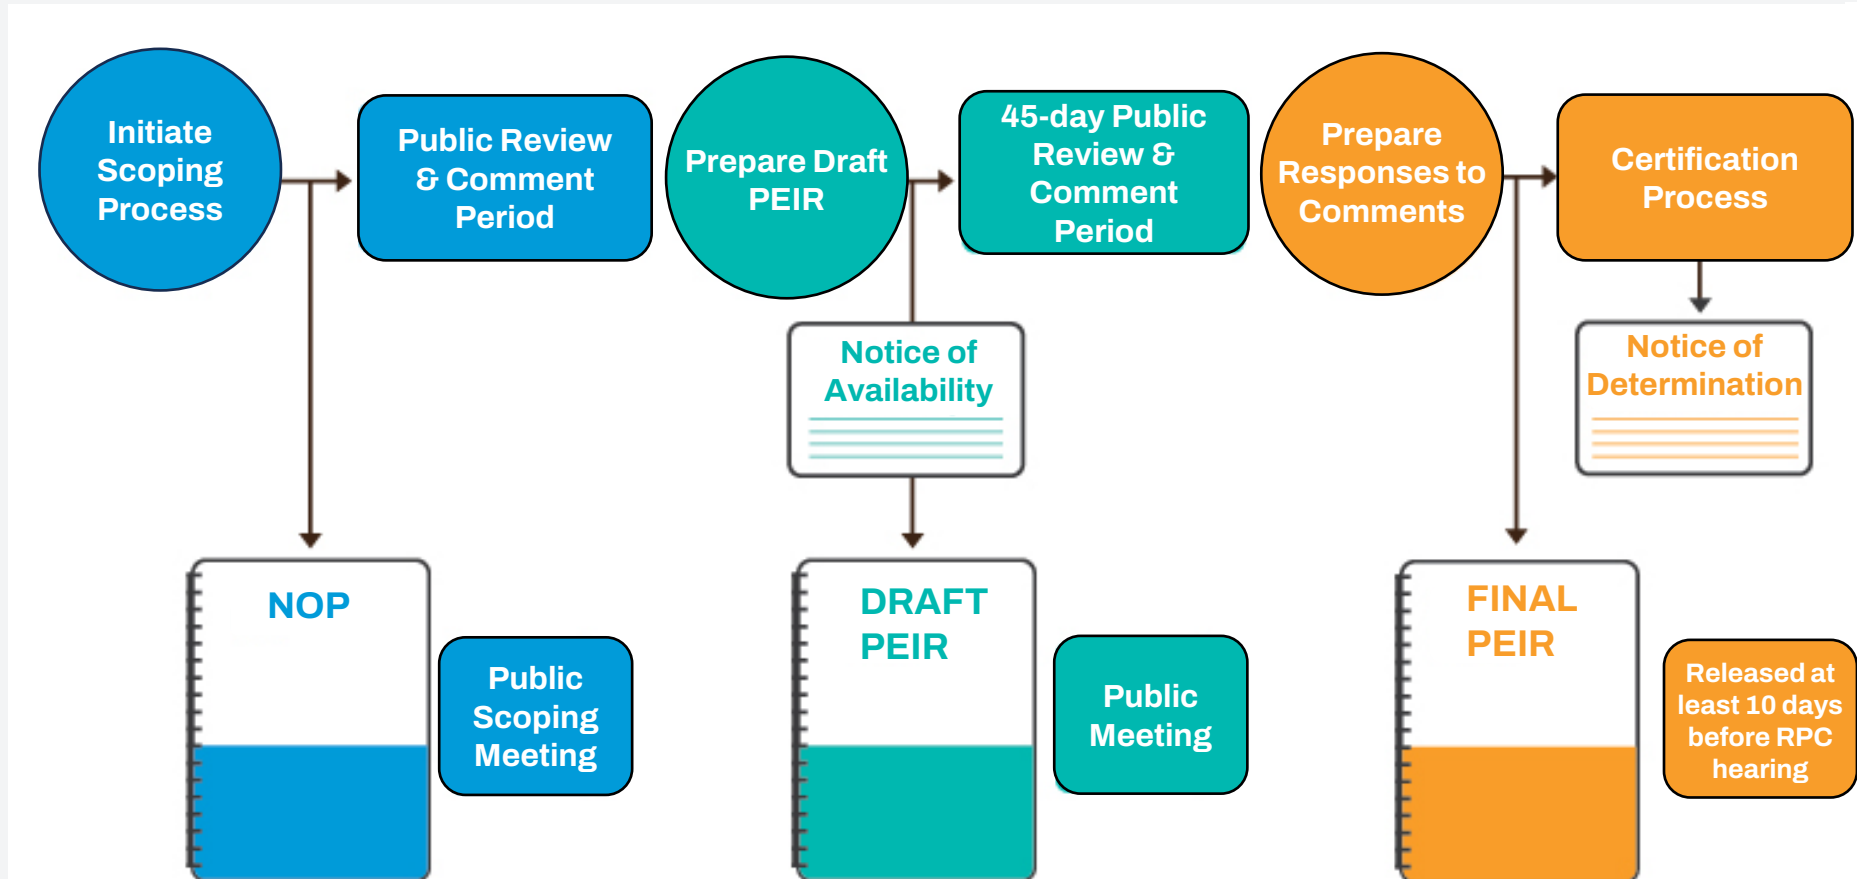 Initiate
Scoping
Process
Public Review
& Comment
Period
Prepare Draft
PEIR
45-day Public
Review &
Comment
Period
Prepare
Responses to
Comments
Certification
Process
Notice of
Availability
Notice of
Determination
NOP
Public
Scoping
Meeting
DRAFT
PEIR
Public
Meeting
FINAL
PEIR
Released at
least 10 days
before RPC
hearing